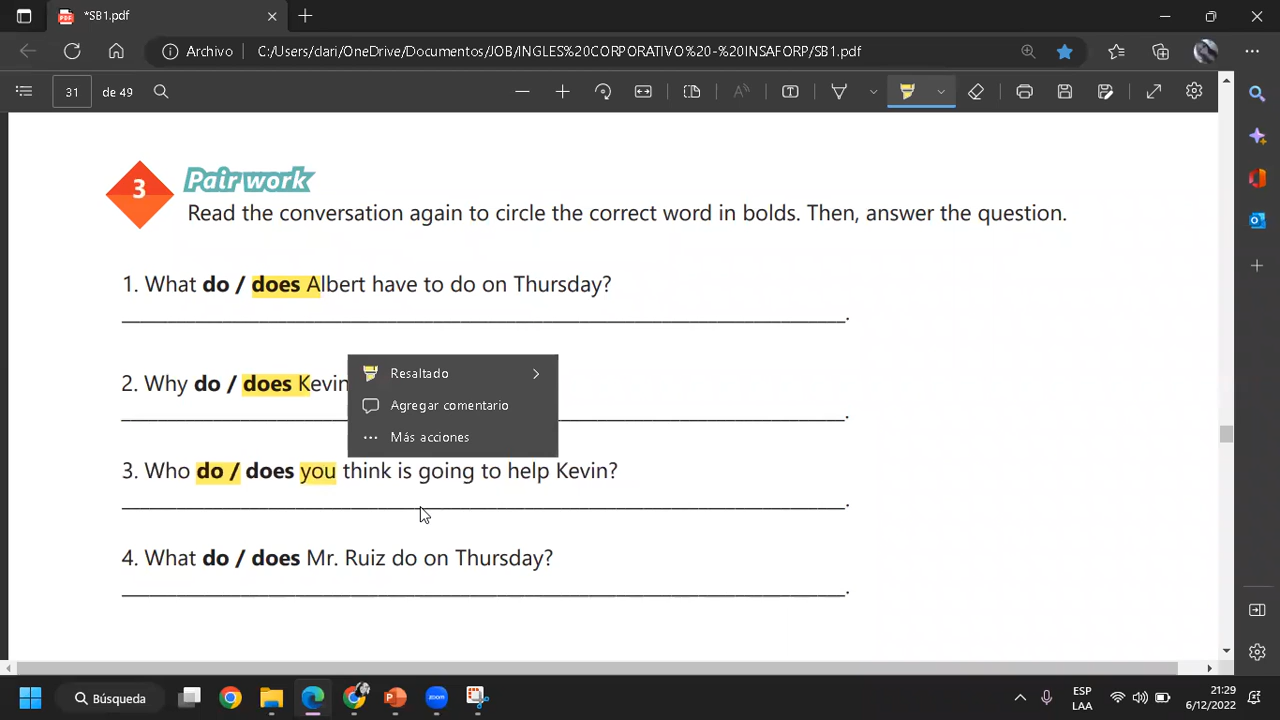 *SB1.pdf
Archivo C:/Users/clari/OneDrive/Documentos/JOB/INGLES%20CORPORATIVO%20-%20INSAFORP/SB1.pdf
31 de 49
3 Pair work
Read the conversation again to circle the correct word in bolds. Then, answer the question.
1. What do / does Albert have to do on Thursday?
2. Why do / does Kevin
Resaltado
Agregar comentario
Más acciones
3. Who do / does you think is going to help Kevin?
4. What do / does Mr. Ruiz do on Thursday?
Búsqueda
zoom
ESP
LAA
21:29
6/12/2022